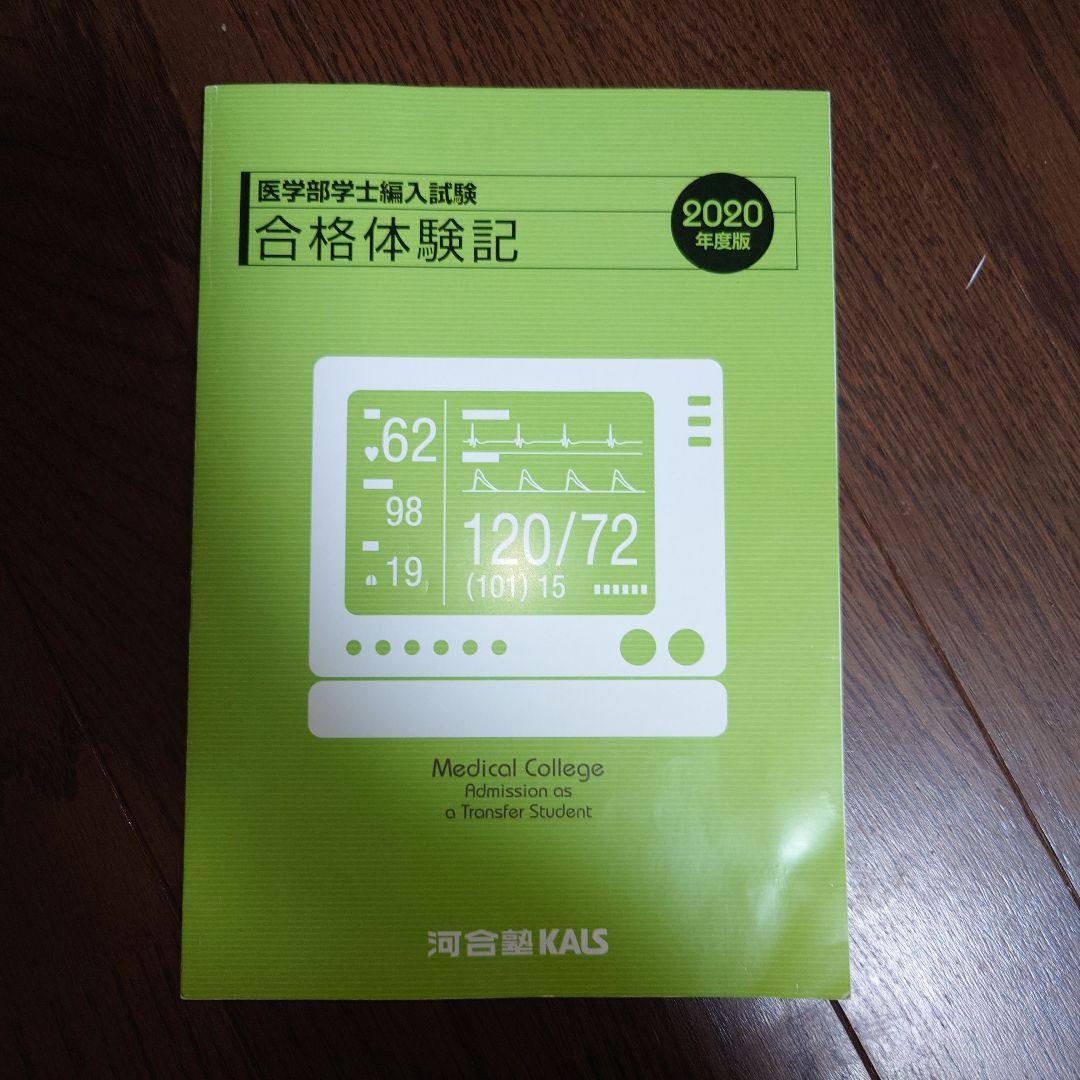 医学部学士編入試験
合格体験記
2020
年度版
62
98
19
120/72
(101) 15
Medical College
Admission as
a Transfer Student
河合塾KALS